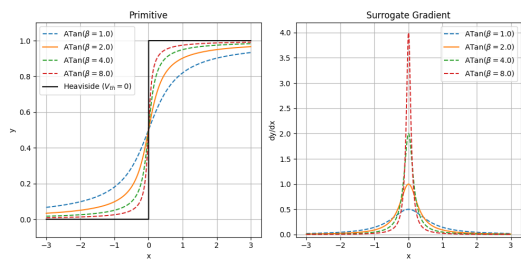 Primitive
ATan(β = 1.0)
ATan(β = 2.0)
ATan(β = 4.0)
ATan(β = 8.0)
Heaviside (Vth = 0)
1.0
0.8
0.6
0.4
0.2
0.0
y
−3 −2 −1 0 1 2 3
x
Surrogate Gradient
ATan(β = 1.0)
ATan(β = 2.0)
ATan(β = 4.0)
ATan(β = 8.0)
4.0
3.5
3.0
2.5
2.0
1.5
1.0
0.5
0.0
dy/dx
−3 −2 −1 0 1 2 3
x